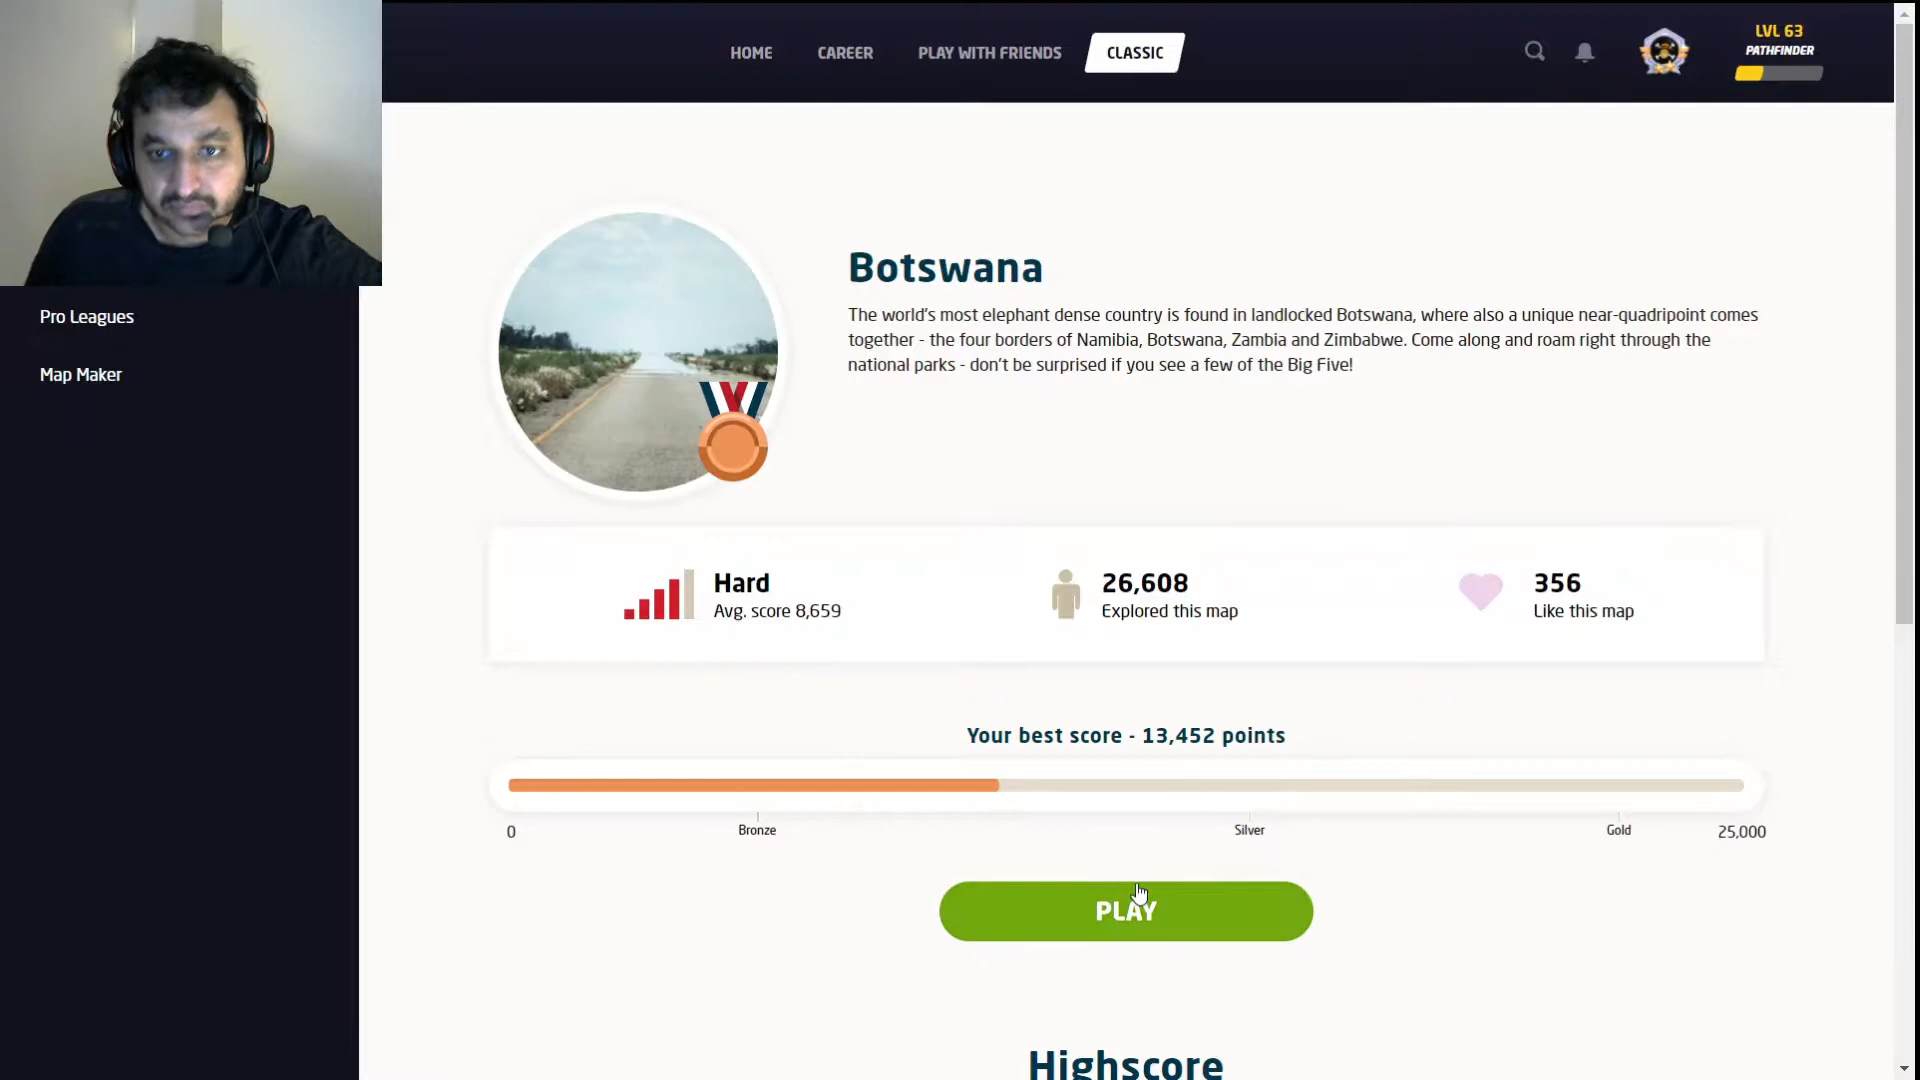 HOME CAREER PLAY WITH FRIENDS CLASSIC
LVL 63
PATHFINDER
Pro Leagues
Map Maker
Botswana
The world's most elephant dense country is found in landlocked Botswana, where also a unique near-quadripoint comes
together - the four borders of Namibia, Botswana, Zambia and Zimbabwe. Come along and roam right through the
national parks - don't be surprised if you see a few of the Big Five!
Hard
Avg. score 8,659
26,608
Explored this map
356
Like this map
Your best score - 13,452 points
0 Bronze Silver Gold 25,000
PLAY
Highscore